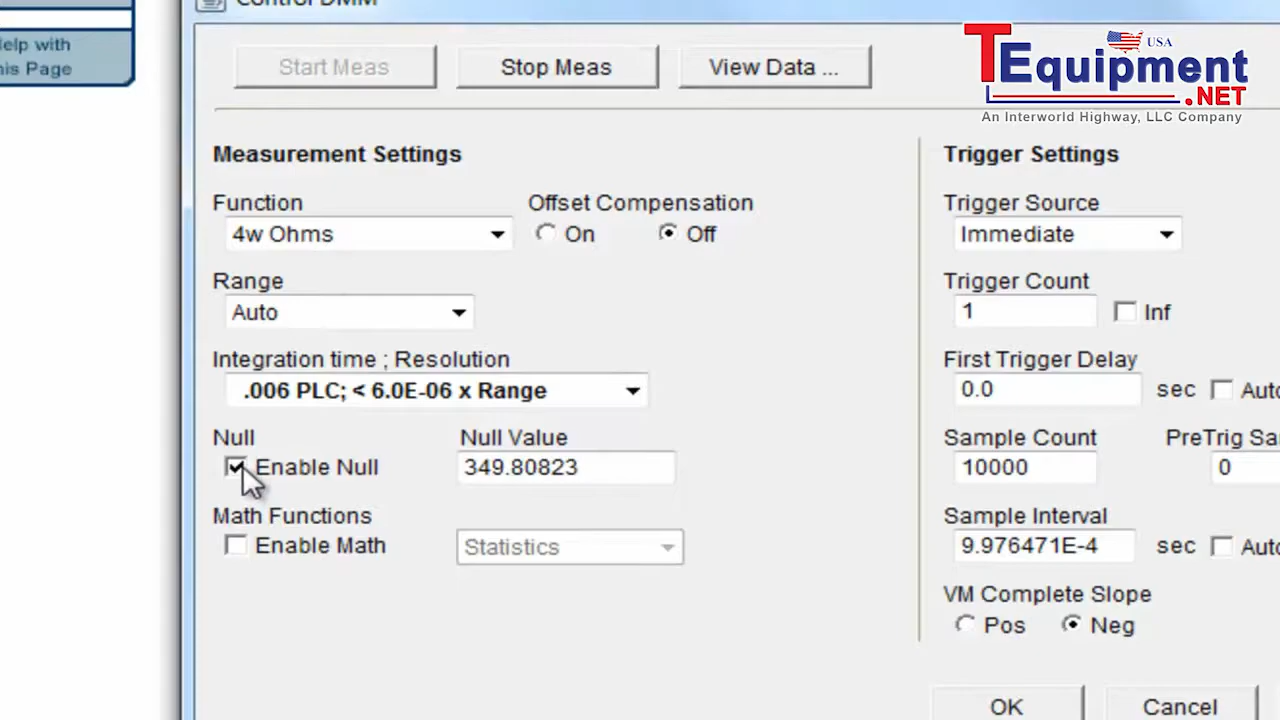 Control DMM
Help with
this Page
Start Meas
Stop Meas
View Data ...
USA
TEquipment
.NET
An Interworld Highway, LLC Company
Measurement Settings
Function
4w Ohms
Offset Compensation
On
Off
Range
Auto
Integration time ; Resolution
.006 PLC; < 6.0E-06 x Range
Null
Enable Null
Null Value
349.80823
Math Functions
Enable Math
Statistics
Trigger Settings
Trigger Source
Immediate
Trigger Count
1
Inf
First Trigger Delay
0.0
sec
Auto
Sample Count
10000
PreTrig Sa
0
Sample Interval
9.976471E-4
sec
Auto
VM Complete Slope
Pos
Neg
OK
Cancel